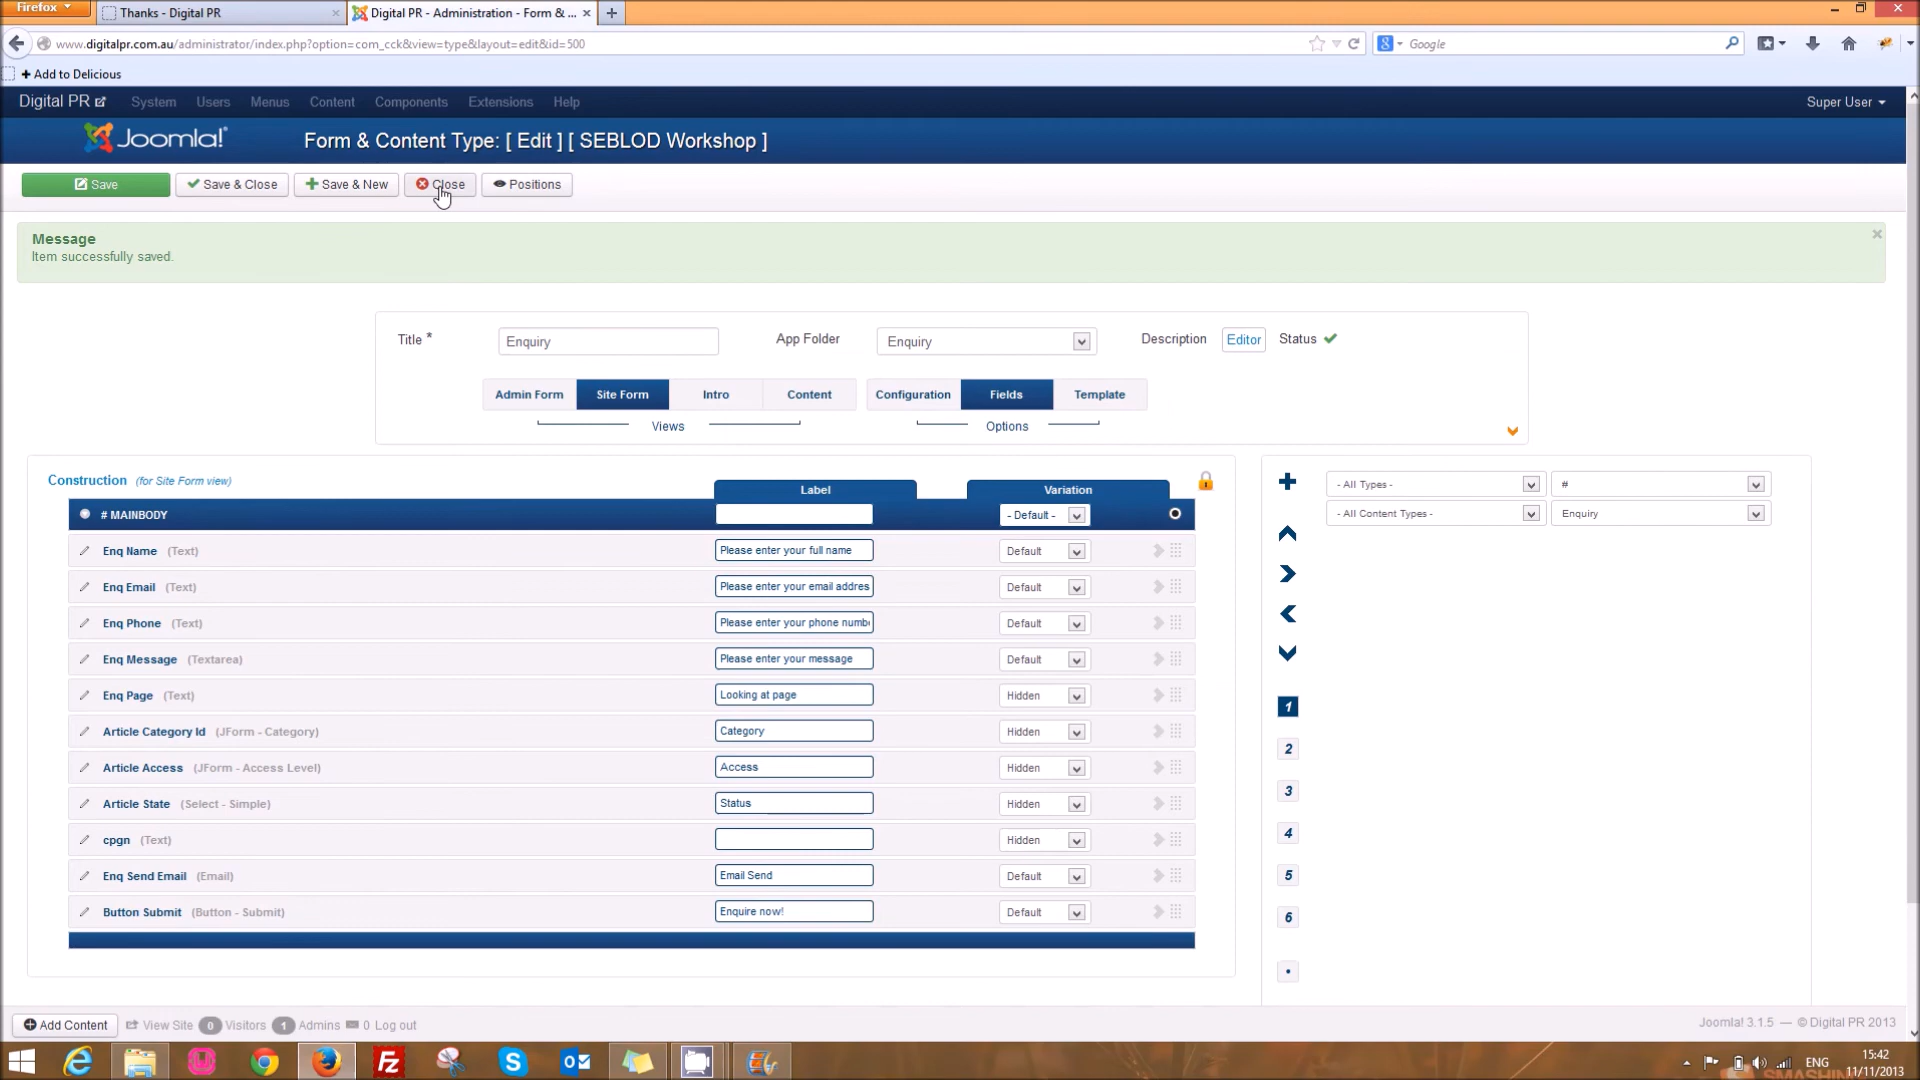 Firefox
Thanks - Digital PR
Digital PR - Administration - Form & ...
www.digitalpr.com.au/administrator/index.php?option=com_cck&view=type&layout=edit&id=500
Google
Add to Delicious
Digital PR System Users Menus Content Components Extensions Help Super User
Joomla! Form & Content Type: [ Edit ] [ SEBLOD Workshop ]
Save Save & Close Save & New Close Positions
Message
Item successfully saved.
Title * Enquiry App Folder Enquiry Description Editor Status
Admin Form Site Form Intro Content Configuration Fields Template
Views Options
Construction (for Site Form view) Label Variation
- All Types - #
# MAINBODY - Default -
- All Content Types - Enquiry
Enq Name (Text) Please enter your full name Default
Enq Email (Text) Please enter your email addres Default
Enq Phone (Text) Please enter your phone numb Default
Enq Message (Textarea) Please enter your message Default
Enq Page (Text) Looking at page Hidden
1
Article Category Id (JForm - Category) Category Hidden
2
Article Access (JForm - Access Level) Access Hidden
3
Article State (Select - Simple) Status Hidden
4
cpgn (Text) Hidden
5
Enq Send Email (Email) Email Send Default
6
Button Submit (Button - Submit) Enquire now! Default
Add Content View Site 0 Visitors 1 Admins 0 Log out Joomla! 3.1.5 — © Digital PR 2013
ENG
15:42
11/11/2013